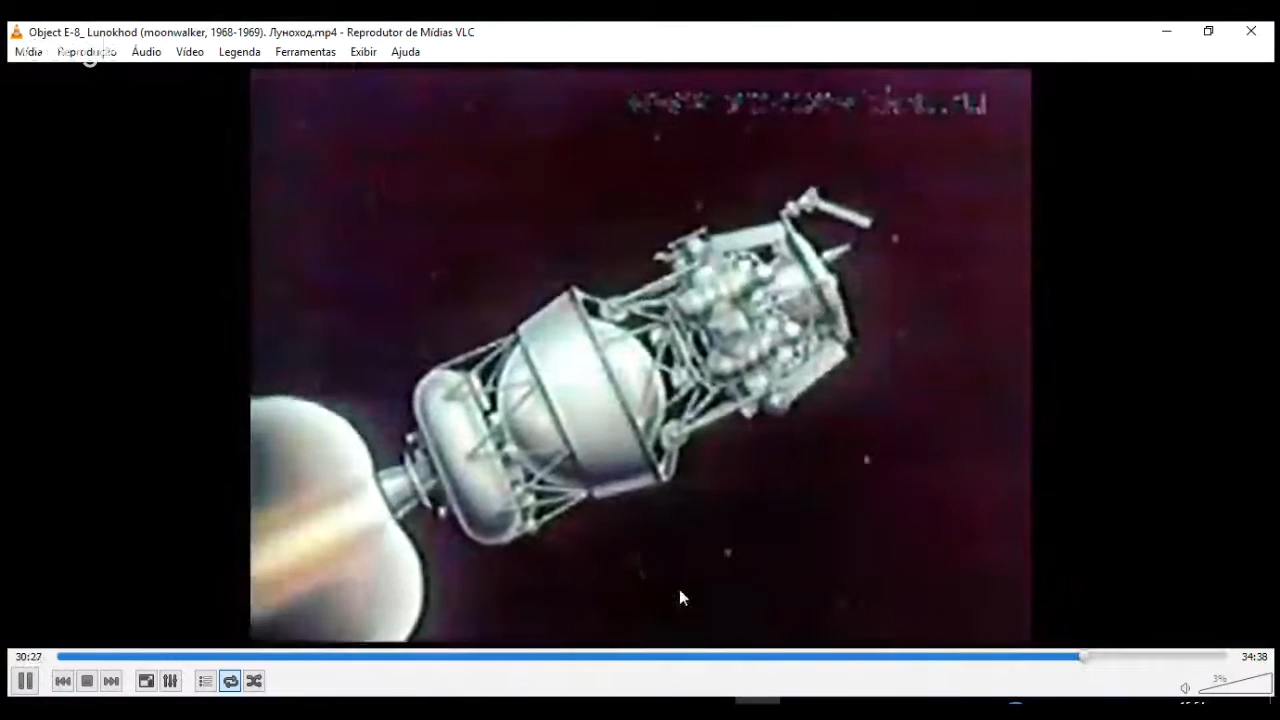 Object E-8_ Lunokhod (moonwalker, 1968-1969). Луноход.mp4 - Reprodutor de Mídias VLC
Mídia Reprodução Áudio Vídeo Legenda Ferramentas Exibir Ajuda
30:27
34:38
3%